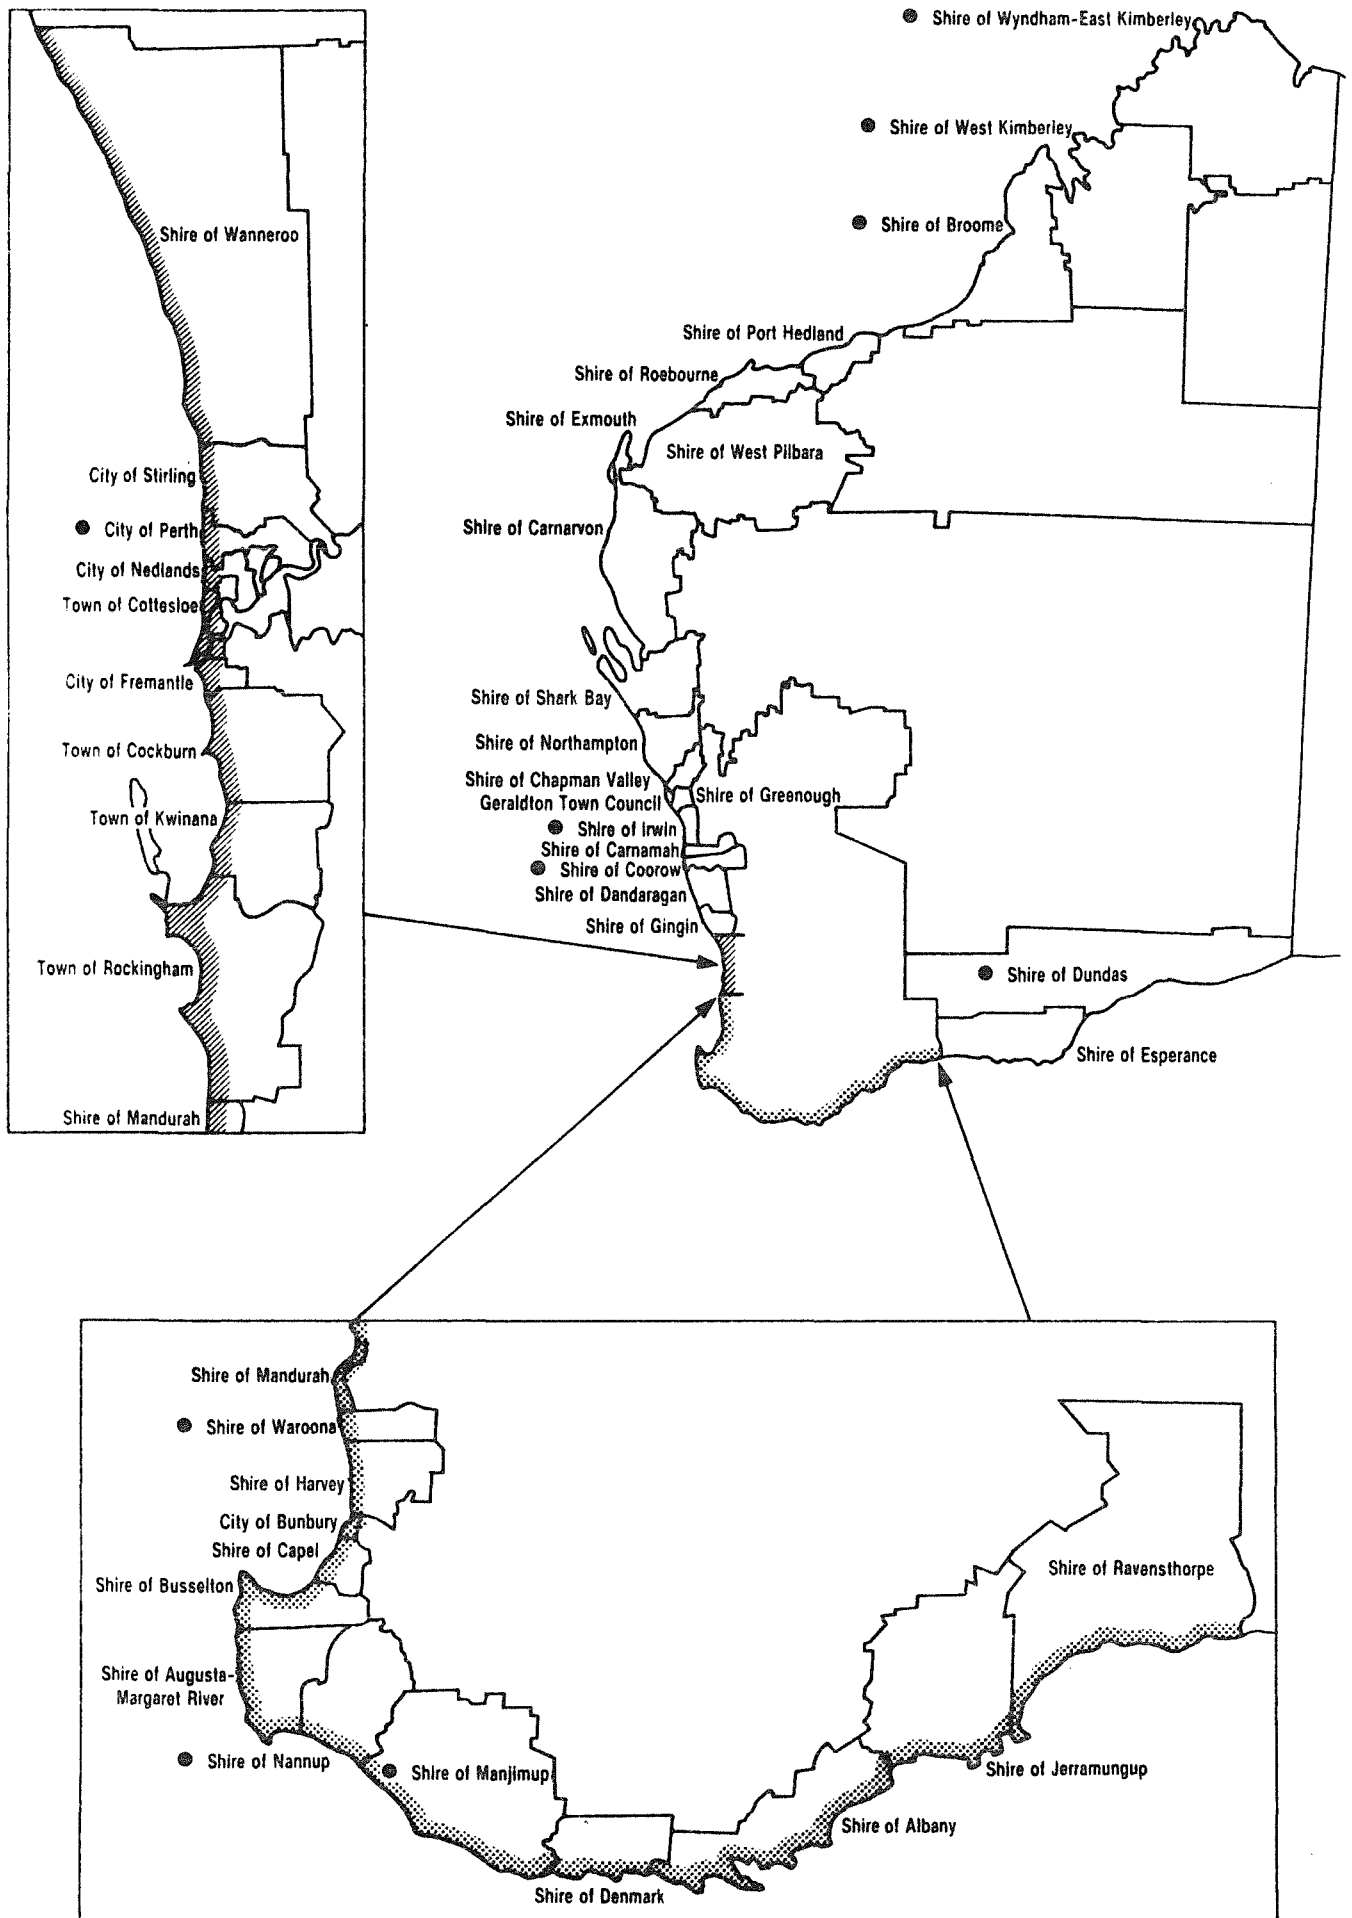 ● Shire of Wyndham-East Kimberley
● Shire of West Kimberley
● Shire of Broome
Shire of Port Hedland
Shire of Roebourne
Shire of Exmouth
Shire of West Pilbara
Shire of Carnarvon
Shire of Shark Bay
Shire of Northampton
Shire of Chapman Valley
Geraldton Town Council
Shire of Greenough
● Shire of Irwin
Shire of Carnamah
● Shire of Coorow
Shire of Dandaragan
Shire of Gingin
● Shire of Dundas
Shire of Esperance
Shire of Wanneroo
City of Stirling
● City of Perth
City of Nedlands
Town of Cottesloe
City of Fremantle
Town of Cockburn
Town of Kwinana
Town of Rockingham
Shire of Mandurah
Shire of Mandurah
● Shire of Waroona
Shire of Harvey
City of Bunbury
Shire of Capel
Shire of Busselton
Shire of Augusta-
Margaret River
● Shire of Nannup
● Shire of Manjimup
Shire of Denmark
Shire of Albany
● Shire of Jerramungup
Shire of Ravensthorpe